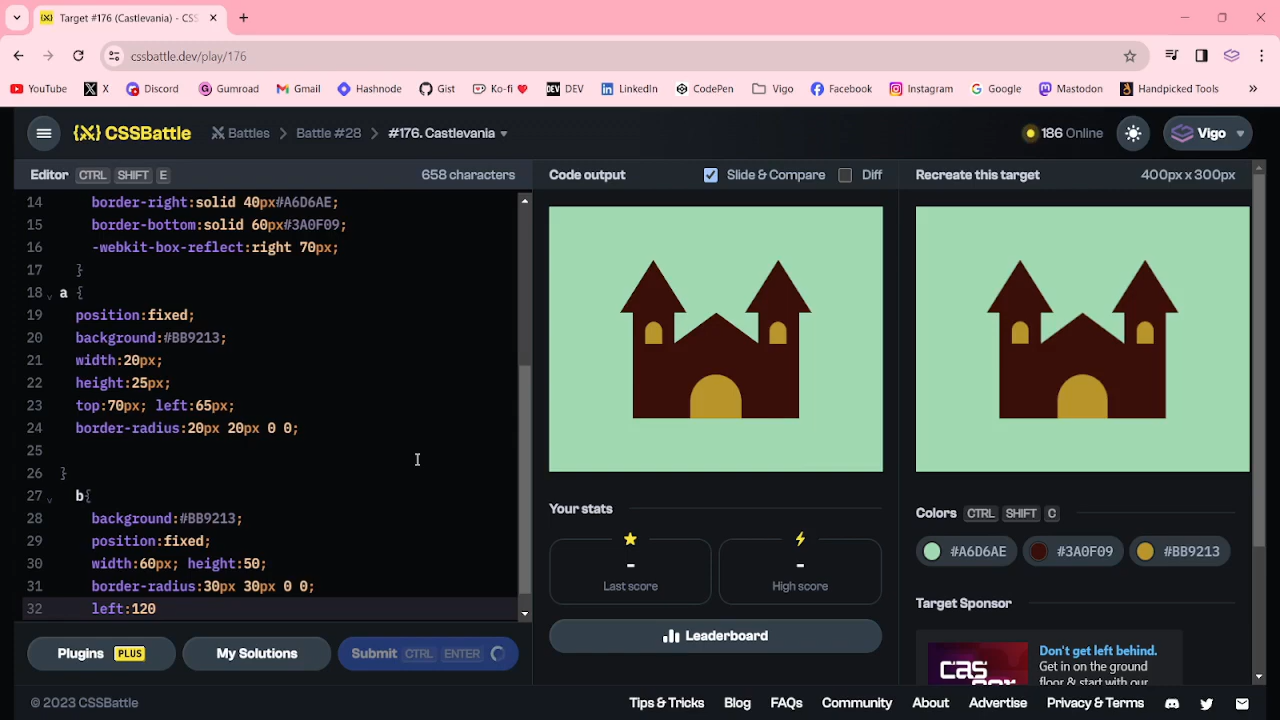 Target #176 (Castlevania) - CSS
cssbattle.dev/play/176
YouTube X Discord Gumroad Gmail Hashnode Gist Ko-fi ❤ DEV LinkedIn CodePen Vigo Facebook Instagram Google Mastodon Handpicked Tools »
{X} CSSBattle Battles > Battle #28 > #176. Castlevania 186 Online Vigo
Editor CTRL SHIFT E 658 characters
Code output Slide & Compare Diff
Recreate this target 400px x 300px
14 border-right:solid 40px#A6D6AE;
15 border-bottom:solid 60px#3A0F09;
16 -webkit-box-reflect:right 70px;
17 }
18 a {
19 position:fixed;
20 background:#BB9213;
21 width:20px;
22 height:25px;
23 top:70px; left:65px;
24 border-radius:20px 20px 0 0;
25
26 }
27 b{
28 background:#BB9213;
29 position:fixed;
30 width:60px; height:50;
31 border-radius:30px 30px 0 0;
32 left:120
Your stats
- Last score
- High score
Leaderboard
Colors CTRL SHIFT C
#A6D6AE #3A0F09 #BB9213
Target Sponsor
Don't get left behind.
Get in on the ground
floor & start with our
Plugins PLUS My Solutions Submit CTRL ENTER
© 2023 CSSBattle Tips & Tricks Blog FAQs Community About Advertise Privacy & Terms